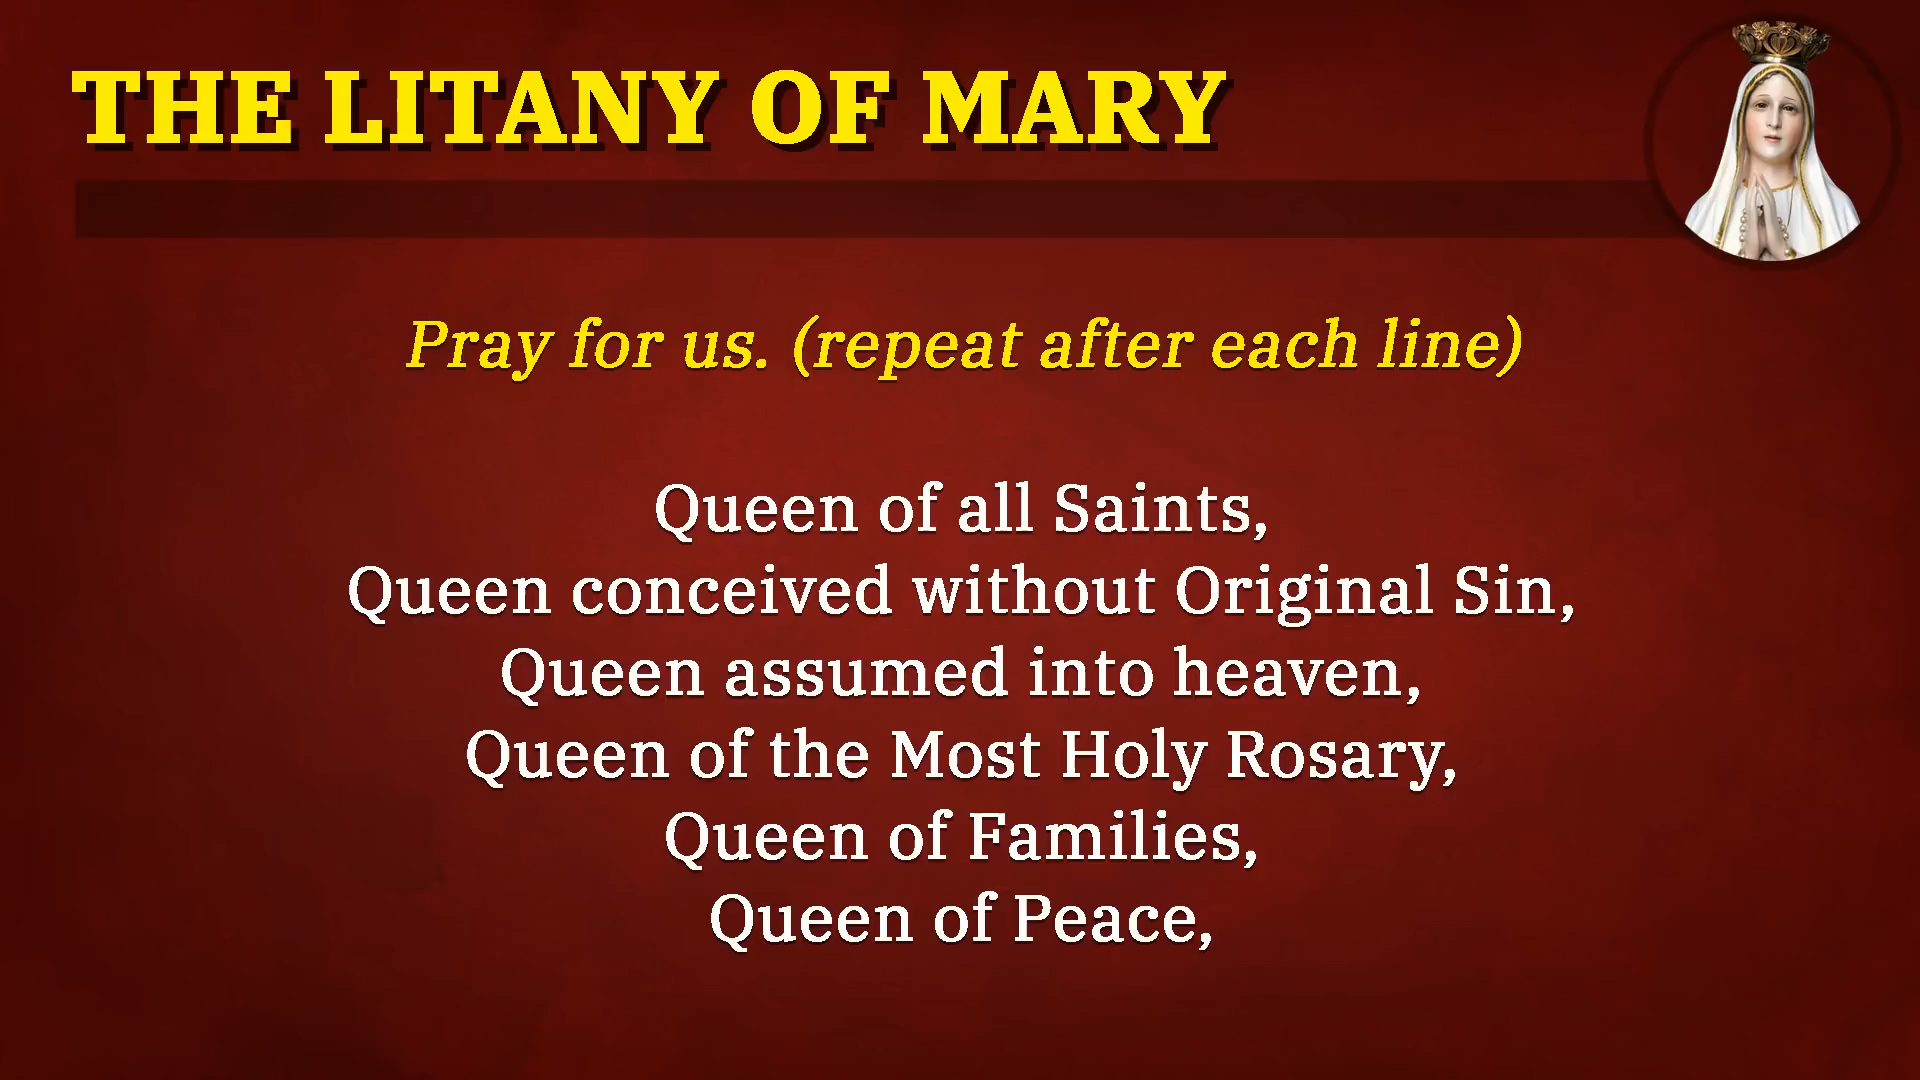 THE LITANY OF MARY
Pray for us. (repeat after each line)
Queen of all Saints,
Queen conceived without Original Sin,
Queen assumed into heaven,
Queen of the Most Holy Rosary,
Queen of Families,
Queen of Peace,